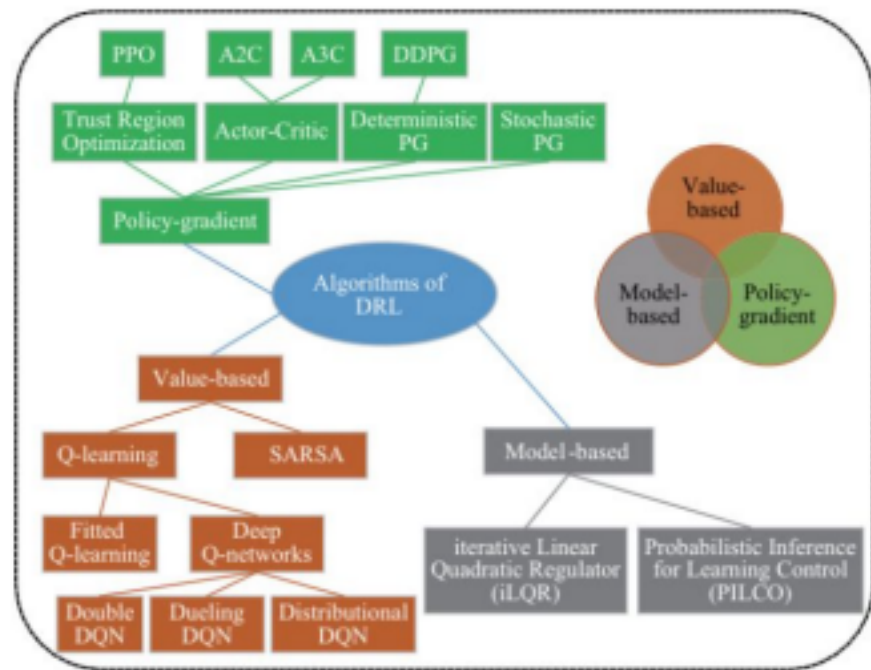 PPO
A2C
A3C
DDPG
Trust Region
Optimization
Actor-Critic
Deterministic
PG
Stochastic
PG
Policy-gradient
Algorithms of
DRL
Value-
based
Model-
based
Policy-
gradient
Value-based
Q-learning
SARSA
Model-based
Fitted
Q-learning
Deep
Q-networks
iterative Linear
Quadratic Regulator
(iLQR)
Probabilistic Inference
for Learning Control
(PILCO)
Double
DQN
Dueling
DQN
Distributional
DQN